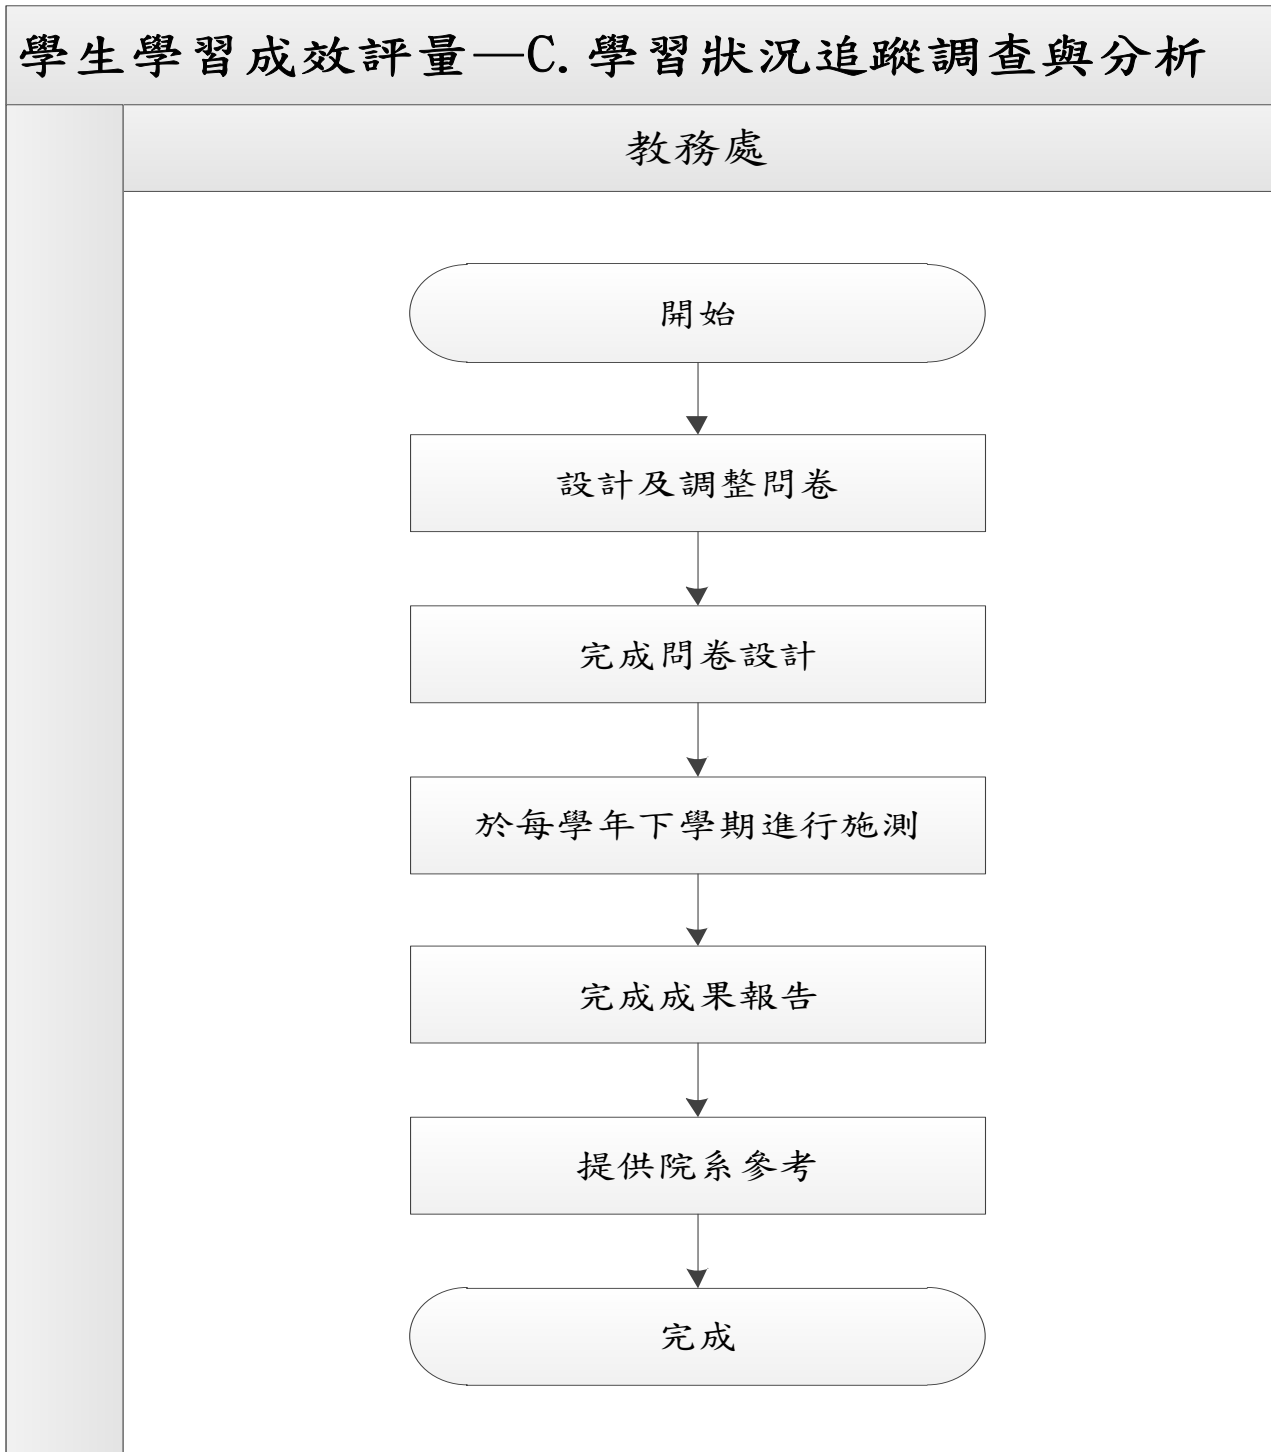 學生學習成效評量—C. 學習狀況追蹤調查與分析
教務處
開始
設計及調整問卷
完成問卷設計
於每學年下學期進行施測
完成成果報告
提供院系參考
完成